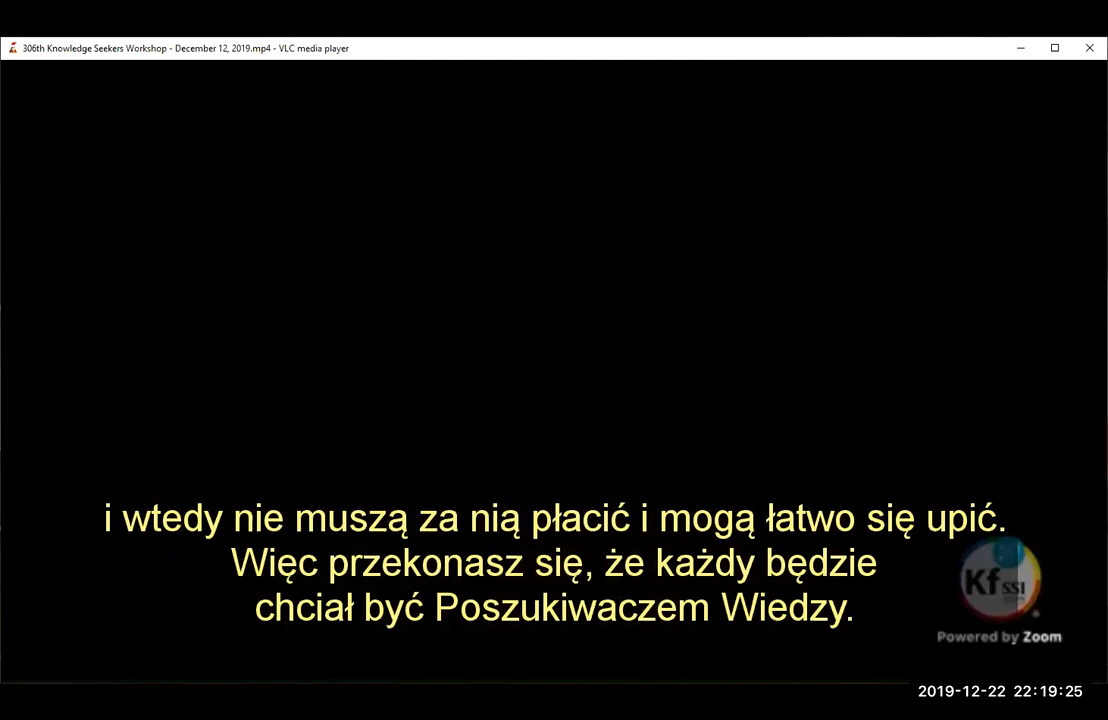 306th Knowledge Seekers Workshop - December 12, 2019.mp4 - VLC media player
i wtedy nie muszą za nią płacić i mogą łatwo się upić.
Więc przekonasz się, że każdy będzie
chciał być Poszukiwaczem Wiedzy.
Kf SSI
Powered by Zoom
2019-12-22 22:19:25